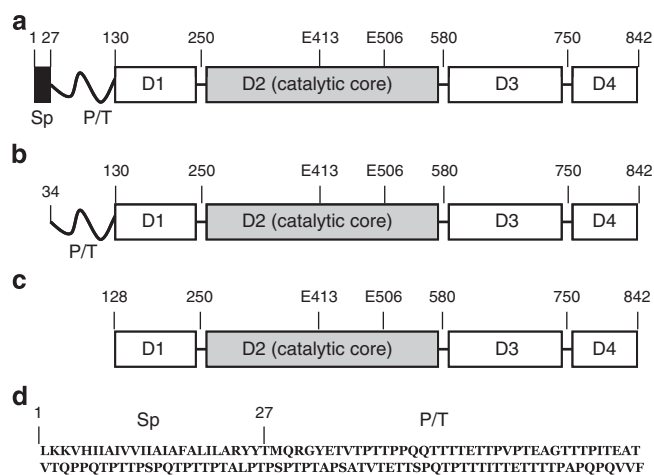 a
1 27 130 250 E413 E506 580 750 842
D1 D2 (catalytic core) D3 D4
Sp P/T
b
34 130 250 E413 E506 580 750 842
D1 D2 (catalytic core) D3 D4
P/T
c
128 250 E413 E506 580 750 842
D1 D2 (catalytic core) D3 D4
d
1 Sp 27 P/T
LKKVHIIAIVVIIAIAFALILARYYTMQRGYETVTPTTPPQQTTTTETTPVPTEAGTTTPITEAT
VTQPPQTPTTPSPQTPTTPTALPTPSPTPTAPSATVTETTSPQTPTTTTTETTTTPAPQPQVVF